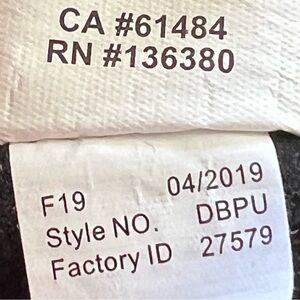 CA #61484
RN #136380
F19 04/2019
Style NO. DBPU
Factory ID 27579